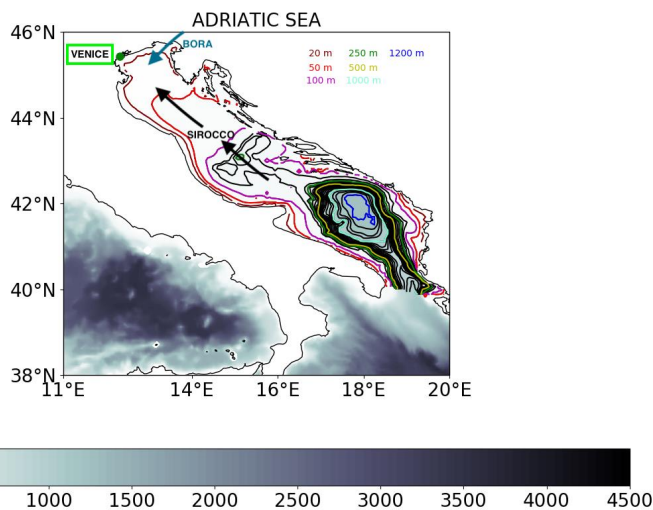 ADRIATIC SEA
46°N
44°N
42°N
40°N
38°N
VENICE
BORA
20 m 250 m 1200 m
50 m 500 m
100 m 1000 m
SIROCCO
11°E 14°E 16°E 18°E 20°E
1000 1500 2000 2500 3000 3500 4000 4500